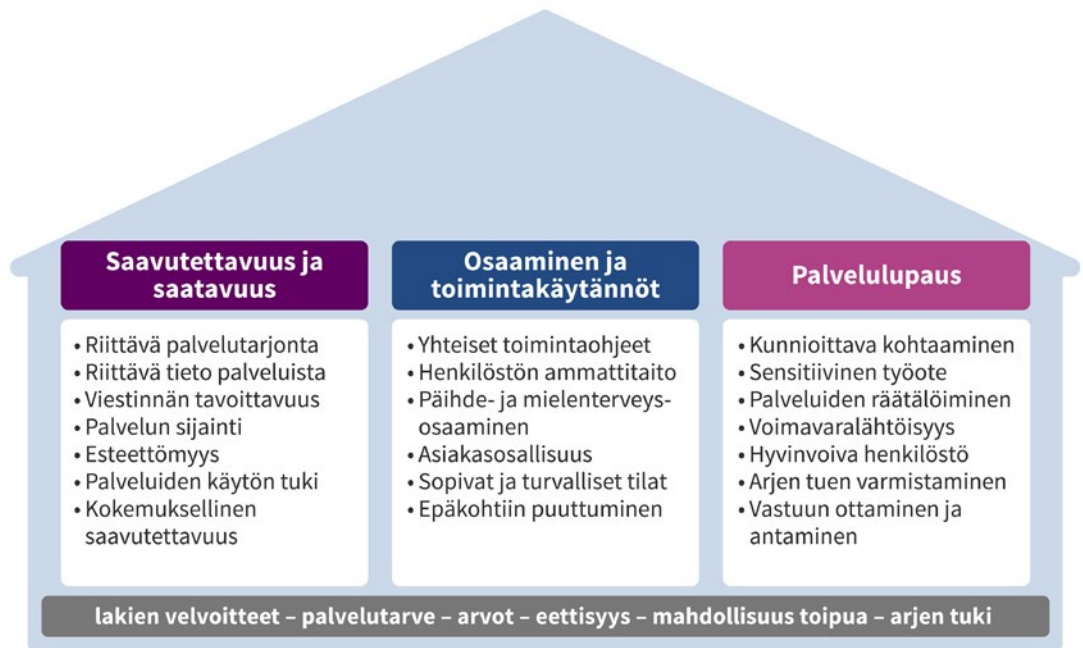 Saavutettavuus ja
saatavuus
• Riittävä palvelutarjonta
• Riittävä tieto palveluista
• Viestinnän tavoittavuus
• Palvelun sijainti
• Esteettömyys
• Palveluiden käytön tuki
• Kokemuksellinen
saavutettavuus
Osaaminen ja
toimintakäytännöt
• Yhteiset toimintaohjeet
• Henkilöstön ammattitaito
• Päihde- ja mielenterveys-
osaaminen
• Asiakasosallisuus
• Sopivat ja turvalliset tilat
• Epäkohtiin puuttuminen
Palvelulupaus
• Kunnioittava kohtaaminen
• Sensitiivinen työote
• Palveluiden räätälöiminen
• Voimavaralähtöisyys
• Hyvinvoiva henkilöstö
• Arjen tuen varmistaminen
• Vastuun ottaminen ja
antaminen
lakien velvoitteet – palvelutarve – arvot – eettisyys – mahdollisuus toipua – arjen tuki